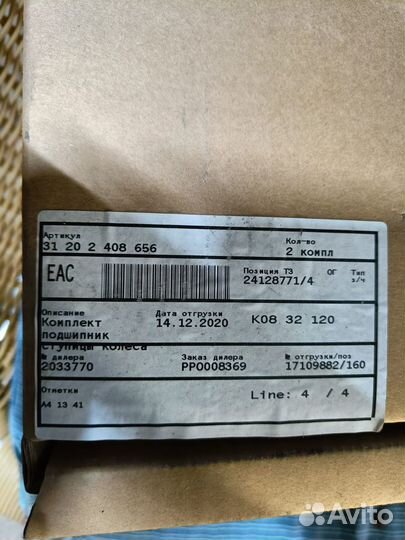 Артикул
31 20 2 408 656
Кол-во
2 компл
EAC
Позиция ТЗ
24128771/4
ОГ
Тип
з/ч
Описание
Комплект
подшипник
ступицы колеса
Дата отгрузки
14.12.2020
K08 32 120
№ дилера
2033770
Заказ дилера
PPO008369
№ отгрузки/поз
17109882/160
Отметки
A4 13 41
Line: 4 / 4
Avito